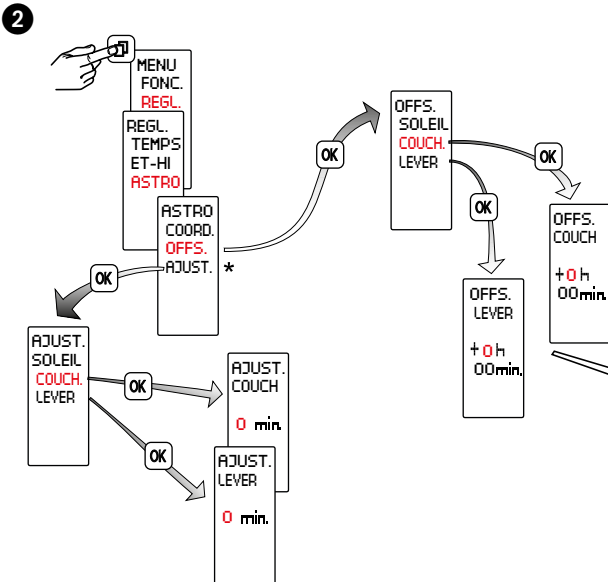 2
MENU
FONC.
REGL.
REGL.
TEMPS
ET-HI
ASTRO
ASTRO
COORD.
OFFS.
AJUST. *
OK
OFFS.
SOLEIL
COUCH.
LEVER
OK
OFFS.
COUCH
+0h
00min.
OK
OFFS.
LEVER
+0h
00min.
OK
AJUST.
SOLEIL
COUCH.
LEVER
OK
AJUST.
COUCH
0 min.
OK
AJUST.
LEVER
0 min.